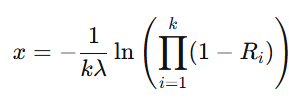 x = -\frac{1}{k\lambda} \ln \left( \prod_{i=1}^{k} (1 - R_i) \right)